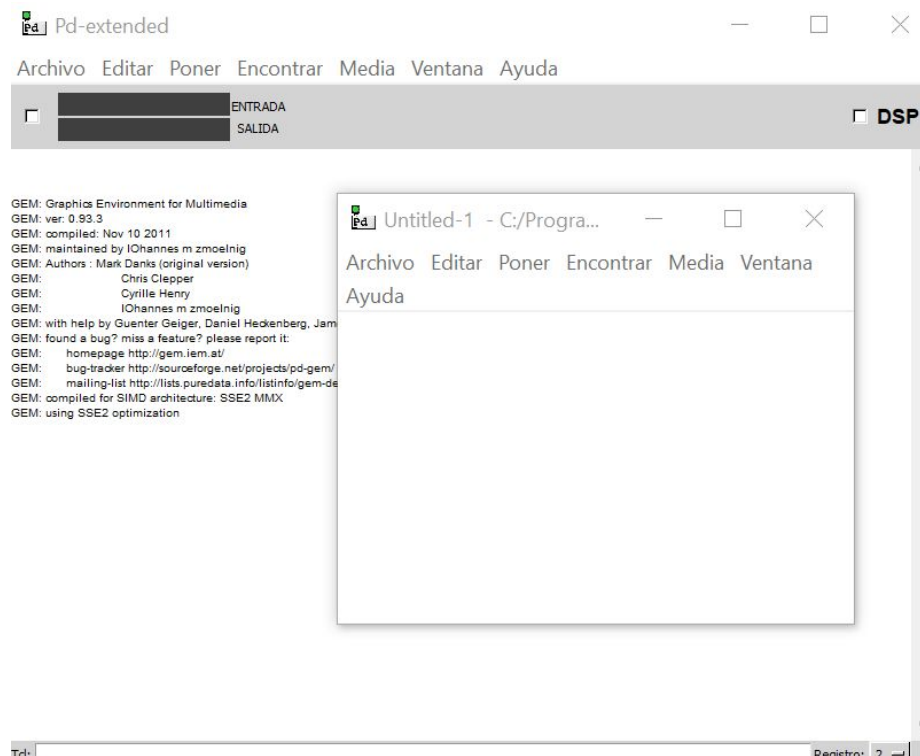 Pd-extended
Archivo Editar Poner Encontrar Media Ventana Ayuda
ENTRADA
SALIDA
DSP
GEM: Graphics Environment for Multimedia
GEM: ver: 0.93.3
GEM: compiled: Nov 10 2011
GEM: maintained by IOhannes m zmoelnig
GEM: Authors : Mark Danks (original version)
GEM: Chris Clepper
GEM: Cyrille Henry
GEM: IOhannes m zmoelnig
GEM: with help by Guenter Geiger, Daniel Heckenberg, Jam
GEM: found a bug? miss a feature? please report it:
GEM: homepage http://gem.iem.at/
GEM: bug-tracker http://sourceforge.net/projects/pd-gem/
GEM: mailing-list http://lists.puredata.info/listinfo/gem-de
GEM: compiled for SIMD architecture: SSE2 MMX
GEM: using SSE2 optimization
Pd Untitled-1 - C:/Progra...
Archivo Editar Poner Encontrar Media Ventana
Ayuda
Tcl:
Registro: 2